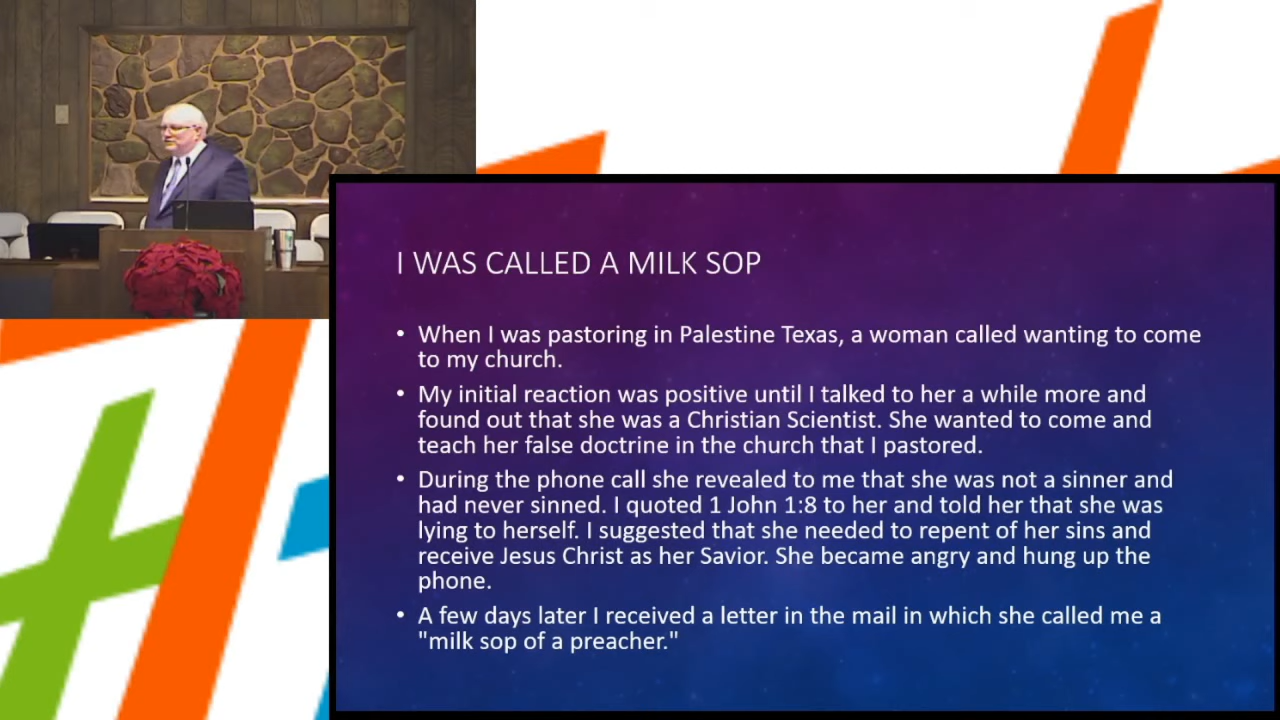 I WAS CALLED A MILK SOP
• When I was pastoring in Palestine Texas, a woman called wanting to come
to my church.
• My initial reaction was positive until I talked to her a while more and
found out that she was a Christian Scientist. She wanted to come and
teach her false doctrine in the church that I pastored.
• During the phone call she revealed to me that she was not a sinner and
had never sinned. I quoted 1 John 1:8 to her and told her that she was
lying to herself. I suggested that she needed to repent of her sins and
receive Jesus Christ as her Savior. She became angry and hung up the
phone.
• A few days later I received a letter in the mail in which she called me a
"milk sop of a preacher."